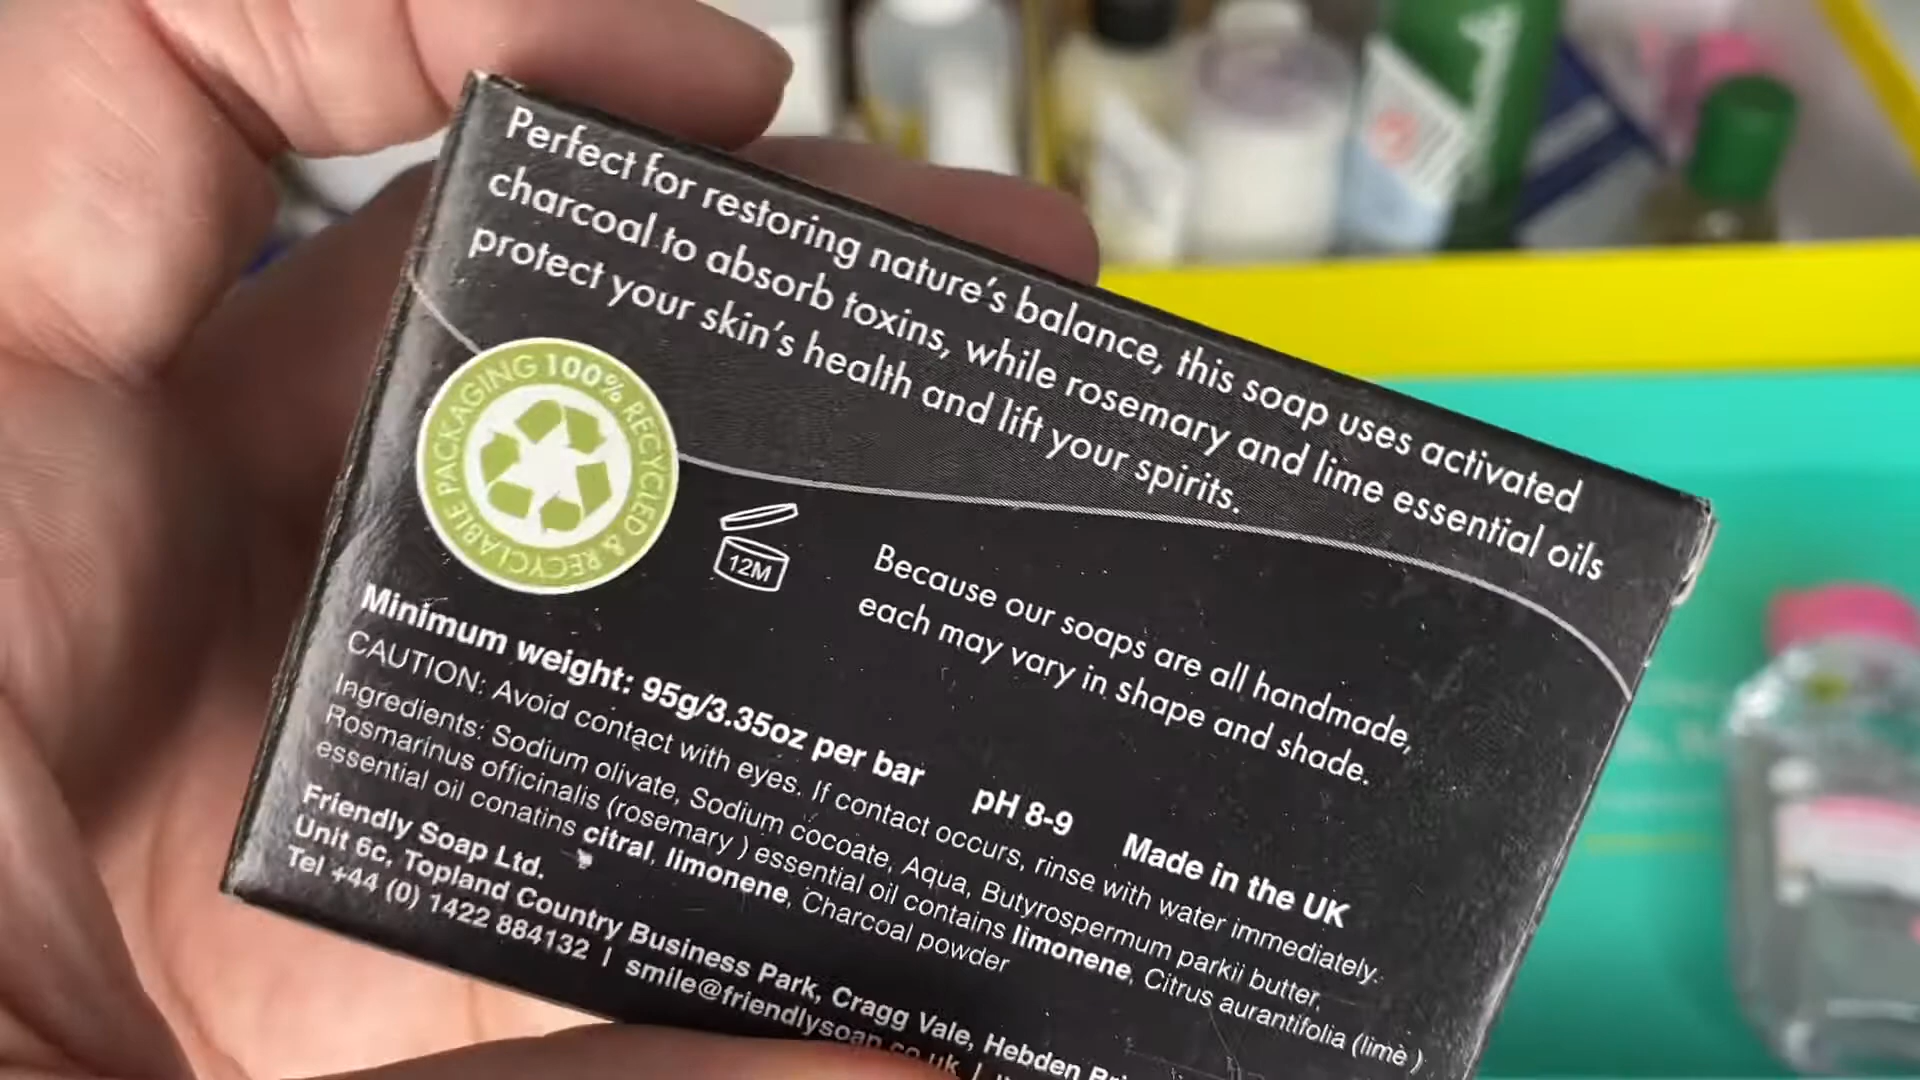 Perfect for restoring nature's balance, this soap uses activated
charcoal to absorb toxins, while rosemary and lime essential oils
protect your skin's health and lift your spirits.
PACKAGING 100% RECYCLED & RECYCLABLE
12M
Because our soaps are all handmade,
each may vary in shape and shade.
Minimum weight: 95g/3.35oz per bar pH 8-9 Made in the UK
CAUTION: Avoid contact with eyes. If contact occurs, rinse with water immediately.
Ingredients: Sodium olivate, Sodium cocoate, Aqua, Butyrospermum parkii butter,
Rosmarinus officinalis (rosemary ) essential oil contains limonene, Citrus aurantifolia (lime )
essential oil conatins citral, limonene, Charcoal powder
Friendly Soap Ltd.
Unit 6c, Topland Country Business Park, Cragg Vale, Hebden
Tel +44 (0) 1422 884132 | smile@friendlysoap.co.uk |